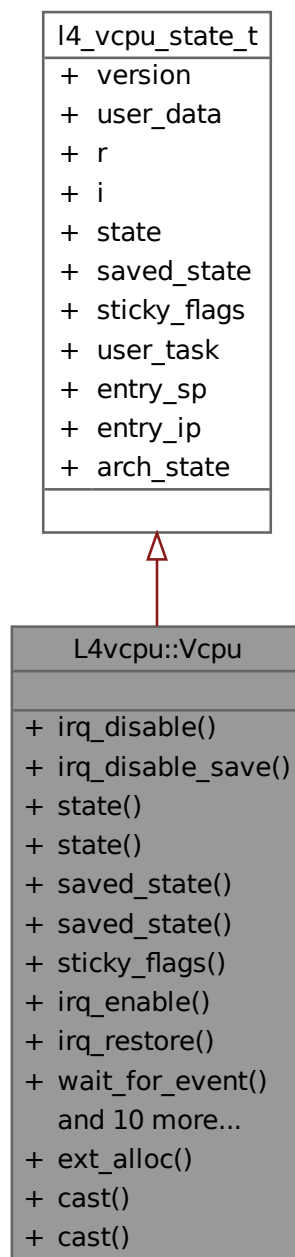 l4_vcpu_state_t
+ version
+ user_data
+ r
+ i
+ state
+ saved_state
+ sticky_flags
+ user_task
+ entry_sp
+ entry_ip
+ arch_state
L4vcpu::Vcpu
+ irq_disable()
+ irq_disable_save()
+ state()
+ state()
+ saved_state()
+ saved_state()
+ sticky_flags()
+ irq_enable()
+ irq_restore()
+ wait_for_event()
and 10 more...
+ ext_alloc()
+ cast()
+ cast()